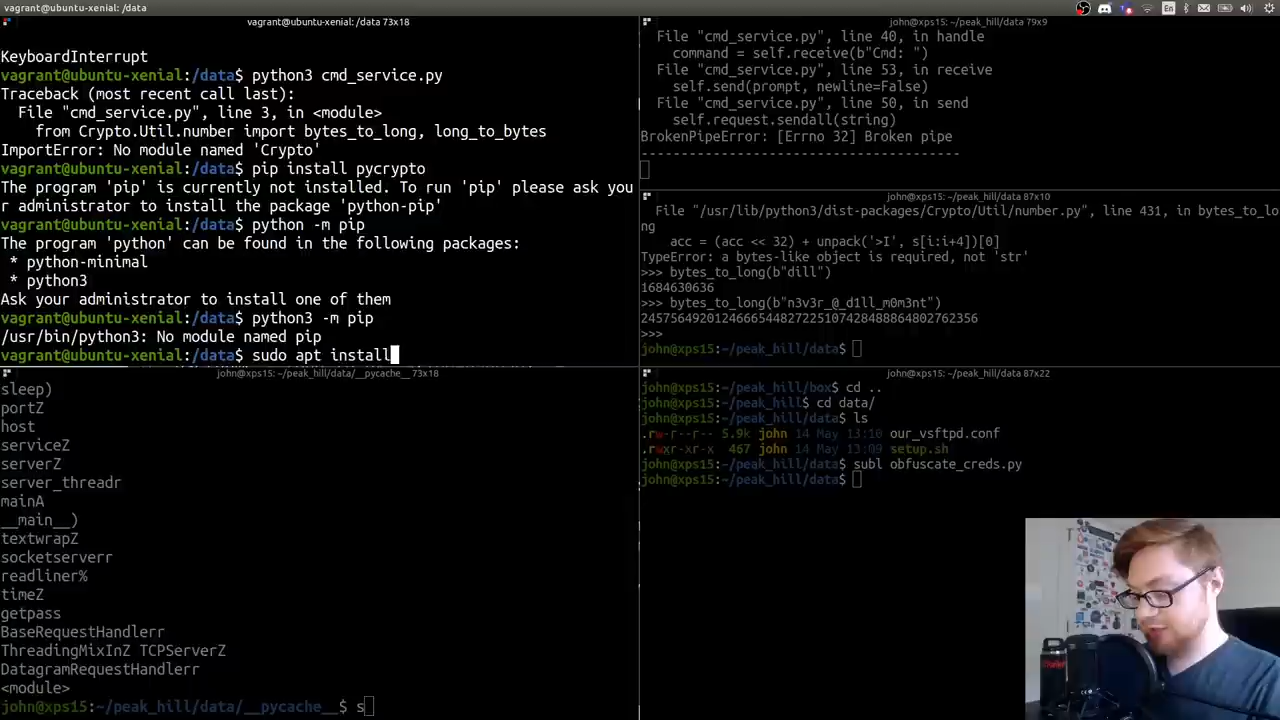 vagrant@ubuntu-xenial: /data
En
vagrant@ubuntu-xenial: /data 73x18
KeyboardInterrupt
vagrant@ubuntu-xenial:/data$ python3 cmd_service.py
Traceback (most recent call last):
  File "cmd_service.py", line 3, in <module>
    from Crypto.Util.number import bytes_to_long, long_to_bytes
ImportError: No module named 'Crypto'
vagrant@ubuntu-xenial:/data$ pip install pycrypto
The program 'pip' is currently not installed. To run 'pip' please ask you
r administrator to install the package 'python-pip'
vagrant@ubuntu-xenial:/data$ python -m pip
The program 'python' can be found in the following packages:
 * python-minimal
 * python3
Ask your administrator to install one of them
vagrant@ubuntu-xenial:/data$ python3 -m pip
/usr/bin/python3: No module named pip
vagrant@ubuntu-xenial:/data$ sudo apt install
john@xps15: ~/peak_hill/data 79x9
  File "cmd_service.py", line 40, in handle
    command = self.receive(b"Cmd: ")
  File "cmd_service.py", line 53, in receive
    self.send(prompt, newline=False)
  File "cmd_service.py", line 50, in send
    self.request.sendall(string)
BrokenPipeError: [Errno 32] Broken pipe
----------------------------------------
john@xps15: ~/peak_hill/data 87x10
  File "/usr/lib/python3/dist-packages/Crypto/Util/number.py", line 431, in bytes_to_lo
ng
    acc = (acc << 32) + unpack('>I', s[i:i+4])[0]
TypeError: a bytes-like object is required, not 'str'
>>> bytes_to_long(b"dill")
1684630636
>>> bytes_to_long(b"n3v3r_@_d1ll_m0m3nt")
2457564920124666544827225107428488864802762356
>>>
john@xps15:~/peak_hill/data$
john@xps15: ~/peak_hill/data/__pycache__ 73x18
sleep)
portZ
host
serviceZ
serverZ
server_threadr
mainA
__main__)
textwrapZ
socketserverr
readliner%
timeZ
getpass
BaseRequestHandlerr
ThreadingMixInZ TCPServerZ
DatagramRequestHandlerr
<module>
john@xps15:~/peak_hill/data/__pycache__$ s
john@xps15: ~/peak_hill/data 87x22
john@xps15:~/peak_hill/box$ cd ..
john@xps15:~/peak_hill$ cd data/
john@xps15:~/peak_hill/data$ ls
.rw-r--r-- 5.9k john 14 May 13:10 our_vsftpd.conf
.rwxr-xr-x  467 john 14 May 13:09 setup.sh
john@xps15:~/peak_hill/data$ subl obfuscate_creds.py
john@xps15:~/peak_hill/data$